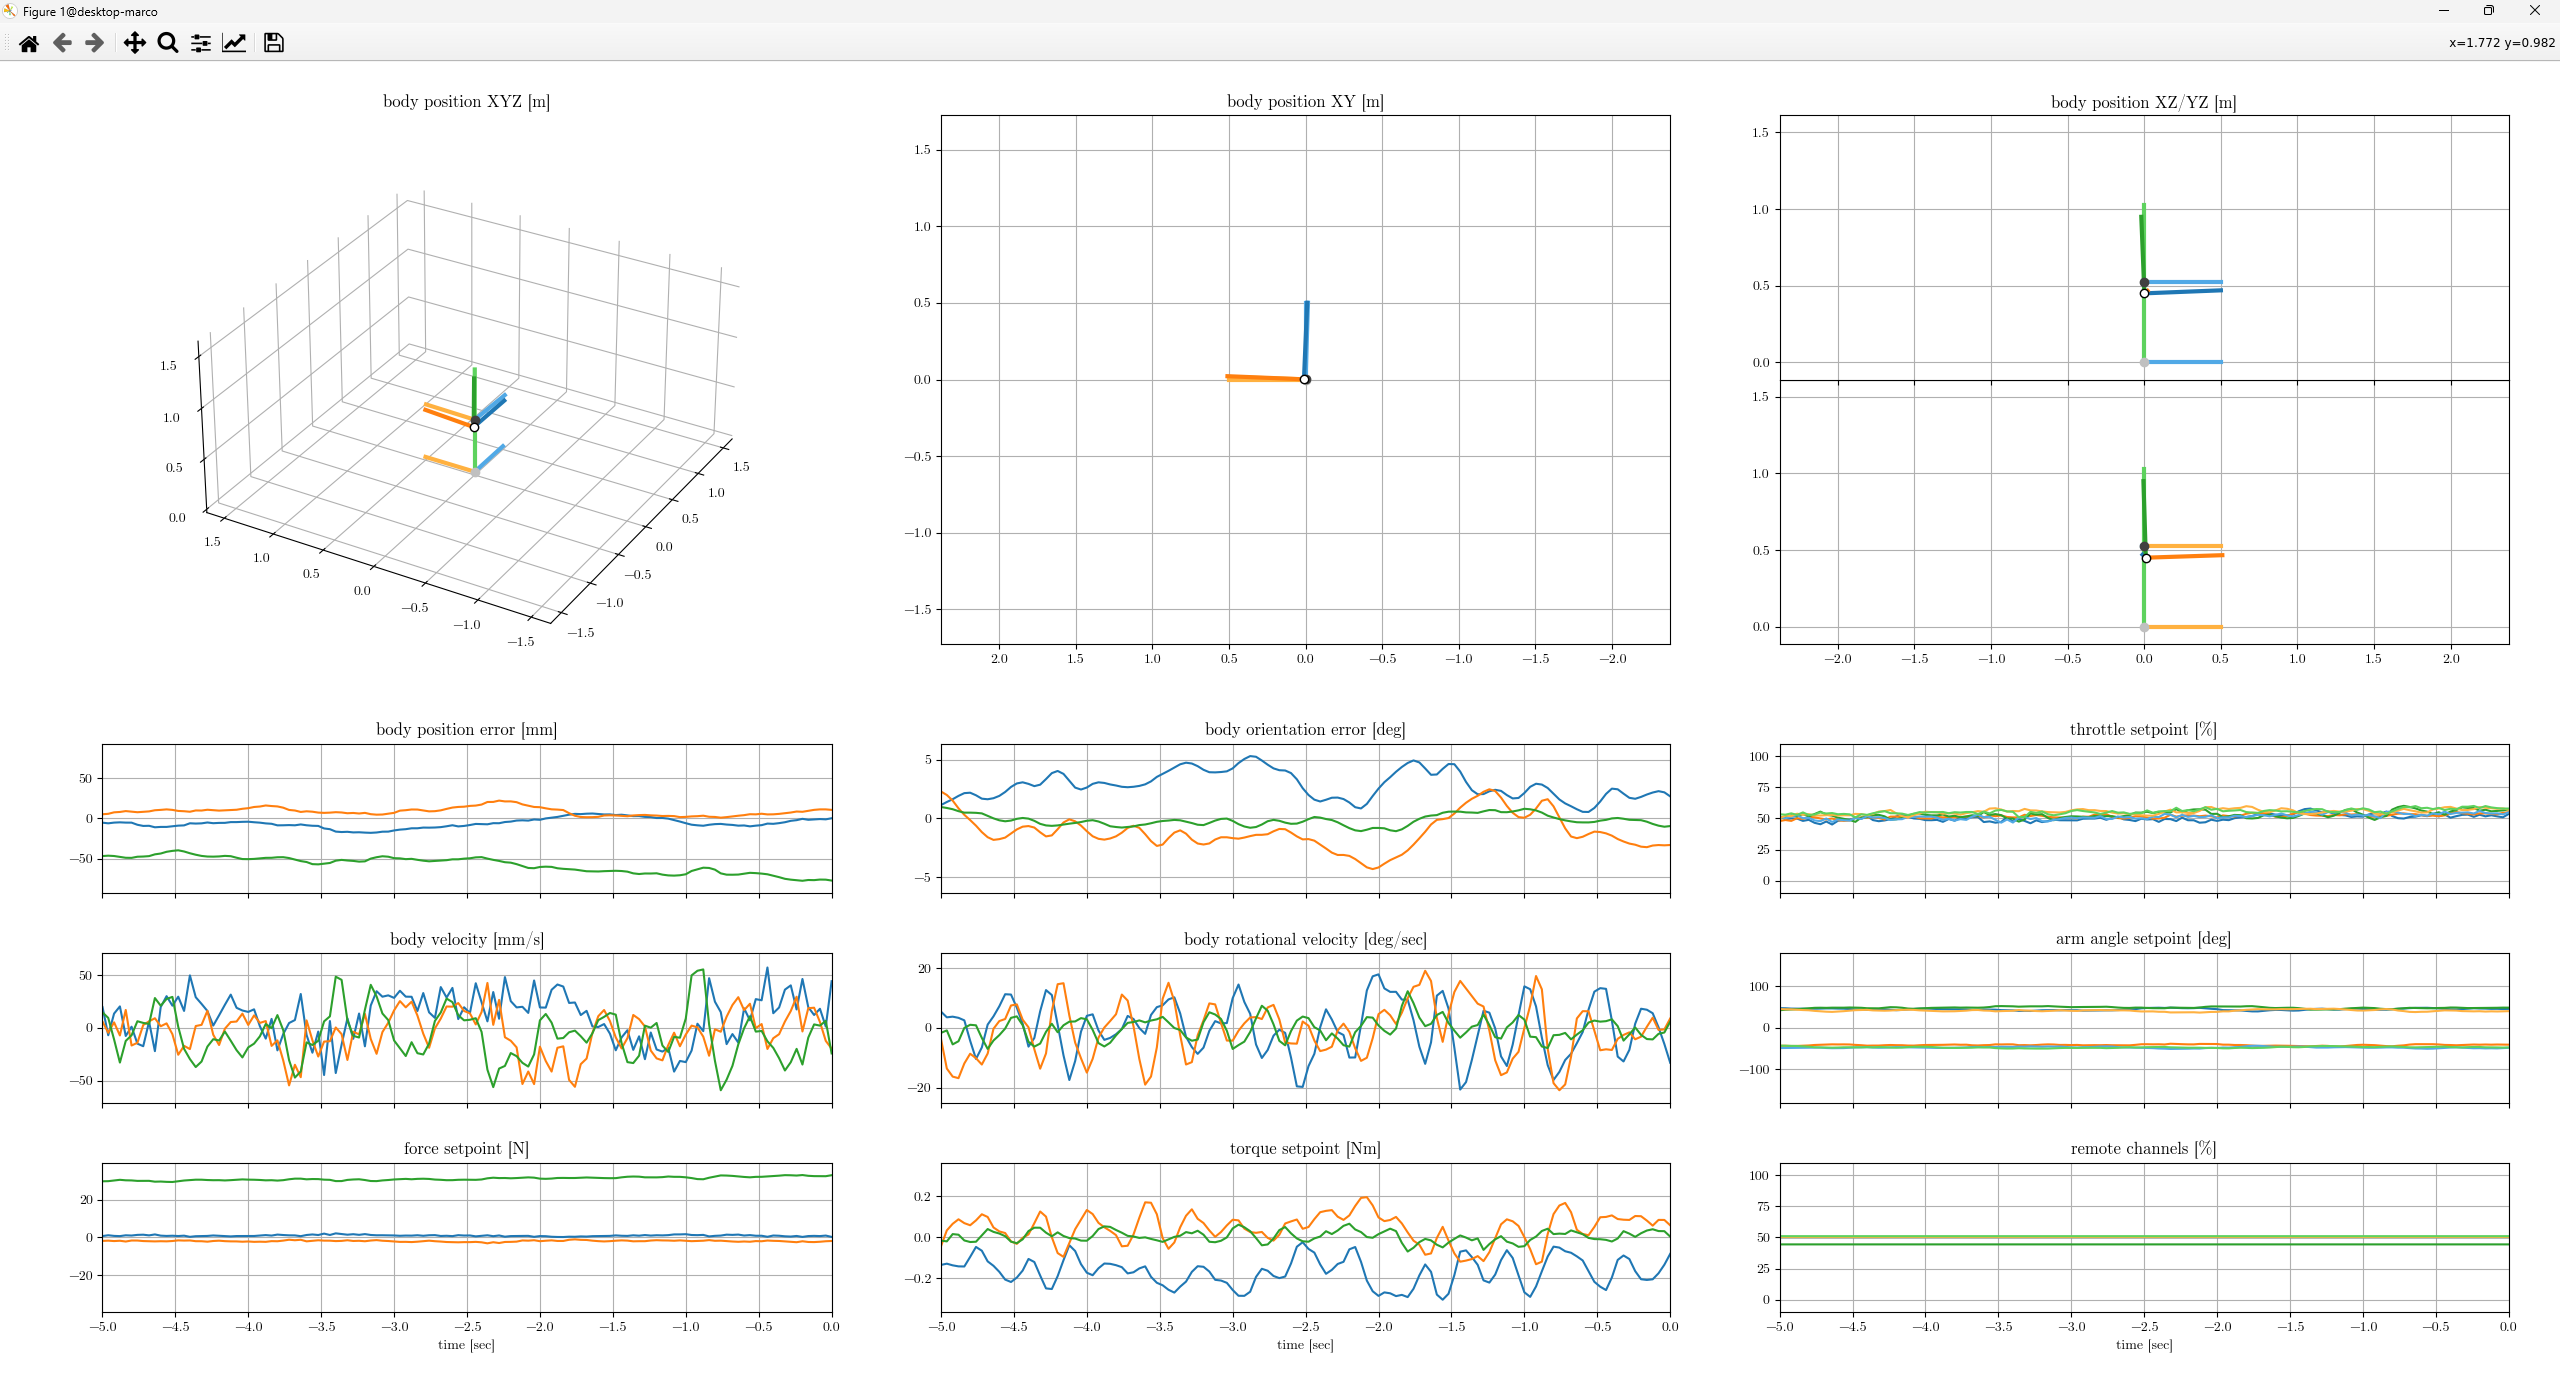 Figure 1@desktop-marco
x=1.772 y=0.982
body position XYZ [m]
1.5
1.0
0.5
0.0
1.5
1.0
0.5
0.0
−0.5
−1.0
−1.5
1.5
1.0
0.5
0.0
−0.5
−1.0
−1.5
body position XY [m]
1.5
1.0
0.5
0.0
−0.5
−1.0
−1.5
2.0 1.5 1.0 0.5 0.0 −0.5 −1.0 −1.5 −2.0
body position XZ/YZ [m]
1.5
1.0
0.5
0.0
1.5
1.0
0.5
0.0
−2.0 −1.5 −1.0 −0.5 0.0 0.5 1.0 1.5 2.0
body position error [mm]
50
0
−50
body orientation error [deg]
5
0
−5
throttle setpoint [%]
100
75
50
25
0
body velocity [mm/s]
50
0
−50
body rotational velocity [deg/sec]
20
0
−20
arm angle setpoint [deg]
100
0
−100
force setpoint [N]
20
0
−20
−5.0 −4.5 −4.0 −3.5 −3.0 −2.5 −2.0 −1.5 −1.0 −0.5 0.0
time [sec]
torque setpoint [Nm]
0.2
0.0
−0.2
−5.0 −4.5 −4.0 −3.5 −3.0 −2.5 −2.0 −1.5 −1.0 −0.5 0.0
time [sec]
remote channels [%]
100
75
50
25
0
−5.0 −4.5 −4.0 −3.5 −3.0 −2.5 −2.0 −1.5 −1.0 −0.5 0.0
time [sec]